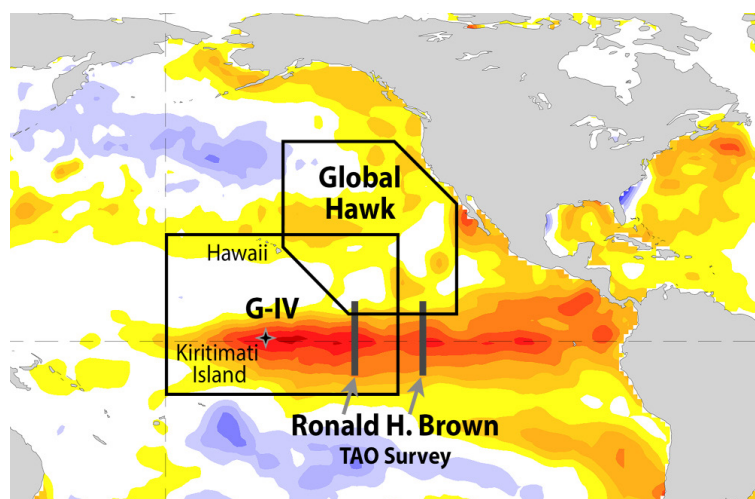 Global
Hawk
Hawaii
G-IV
Kiritimati
Island
Ronald H. Brown
TAO Survey